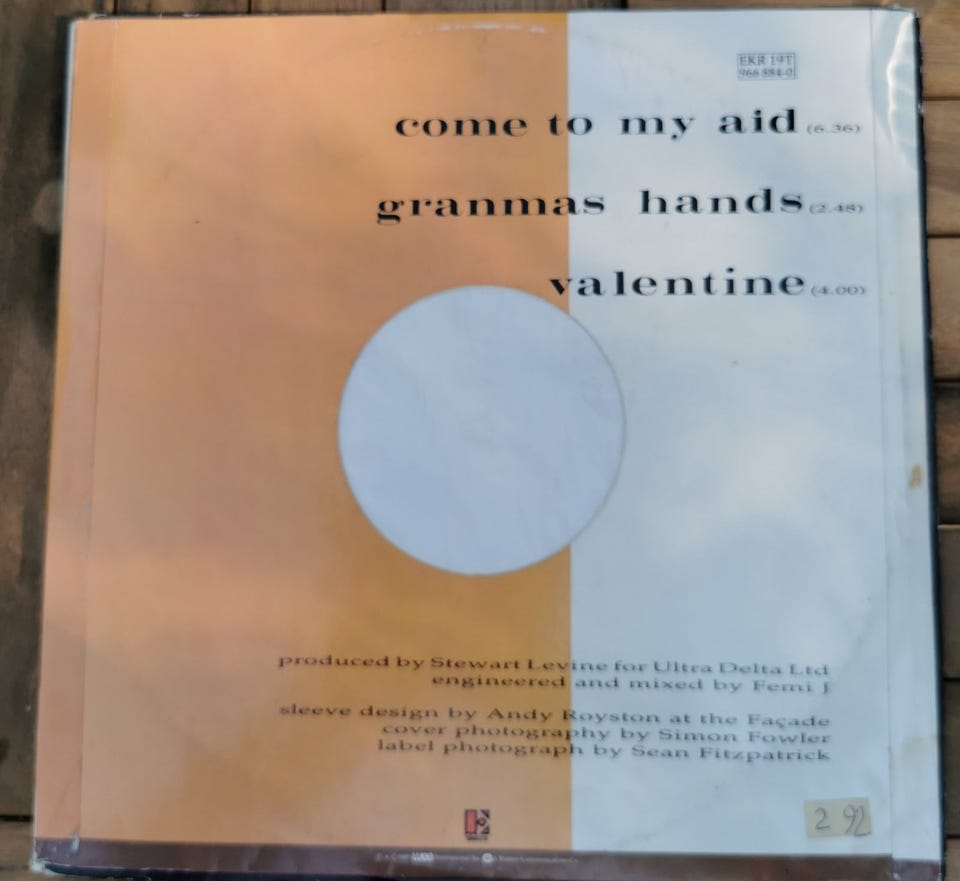 EKR 19T
966 884-0
come to my aid (6.36)
granmas hands (2.48)
valentine (4.00)
produced by Stewart Levine for Ultra Delta Ltd
engineered and mixed by Femi J
sleeve design by Andy Royston at the Façade
cover photography by Simon Fowler
label photograph by Sean Fitzpatrick
2 92